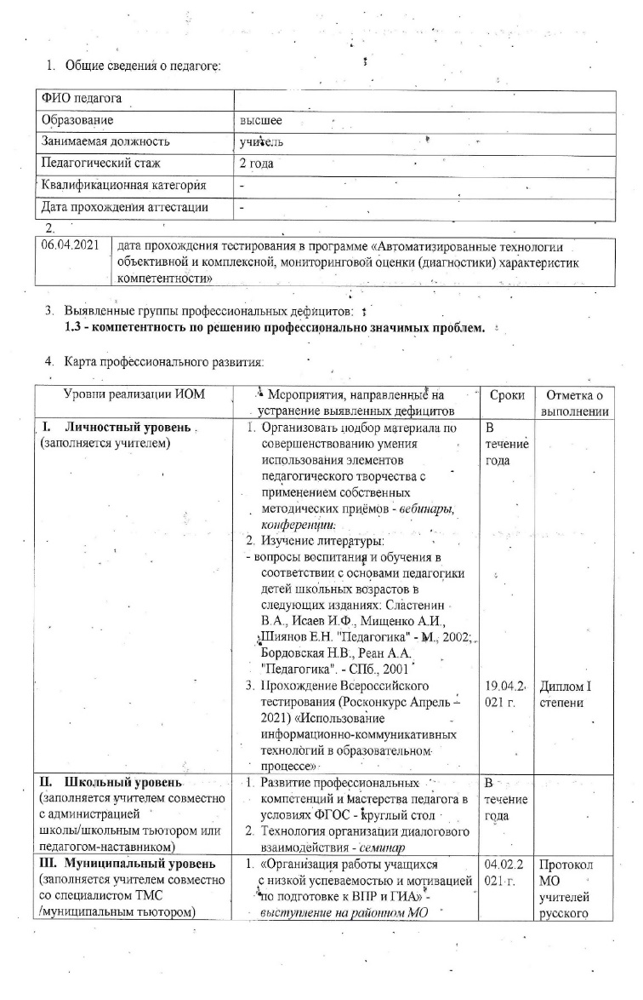 1. Общие сведения о педагоге:
ФИО педагога
Образование высшее
Занимаемая должность учитель
Педагогический стаж 2 года
Квалификационная категория -
Дата прохождения аттестации -
2.
06.04.2021 дата прохождения тестирования в программе «Автоматизированные технологии
объективной и комплексной, мониторинговой оценки (диагностики) характеристик
компетентности»
3. Выявленные группы профессиональных дефицитов:
1.3 - компетентность по решению профессионально значимых проблем.
4. Карта профессионального развития:
Уровни реализации ИОМ
Мероприятия, направленные на
устранение выявленных дефицитов
Сроки
Отметка о
выполнении
I. Личностный уровень
(заполняется учителем)
1. Организовать подбор материала по
совершенствованию умения
использования элементов
педагогического творчества с
применением собственных
методических приёмов - вебинары,
конференции.
2. Изучение литературы:
- вопросы воспитания и обучения в
соответствии с основами педагогики
детей школьных возрастов в
следующих изданиях: Сластенин
В.А., Исаев И.Ф., Мищенко А.И.,
Шиянов Е.Н. "Педагогика" - М., 2002;
Бордовская Н.В., Реан А.А.
"Педагогика". - СПб., 2001
3. Прохождение Всероссийского
тестирования (Росконкурс Апрель –
2021) «Использование
информационно-коммуникативных
технологий в образовательном
процессе»
В
течение
года
19.04.2
021 г.
Диплом I
степени
II. Школьный уровень
(заполняется учителем совместно
с администрацией
школы/школьным тьютором или
педагогом-наставником)
1. Развитие профессиональных
компетенций и мастерства педагога в
условиях ФГОС - круглый стол
2. Технология организации диалогового
взаимодействия - семинар
В
течение
года
III. Муниципальный уровень
(заполняется учителем совместно
со специалистом ТМС
/муниципальным тьютором)
1. «Организация работы учащихся
с низкой успеваемостью и мотивацией
по подготовке к ВПР и ГИА» -
выступление на районном МО
04.02.2
021 г.
Протокол
МО
учителей
русского